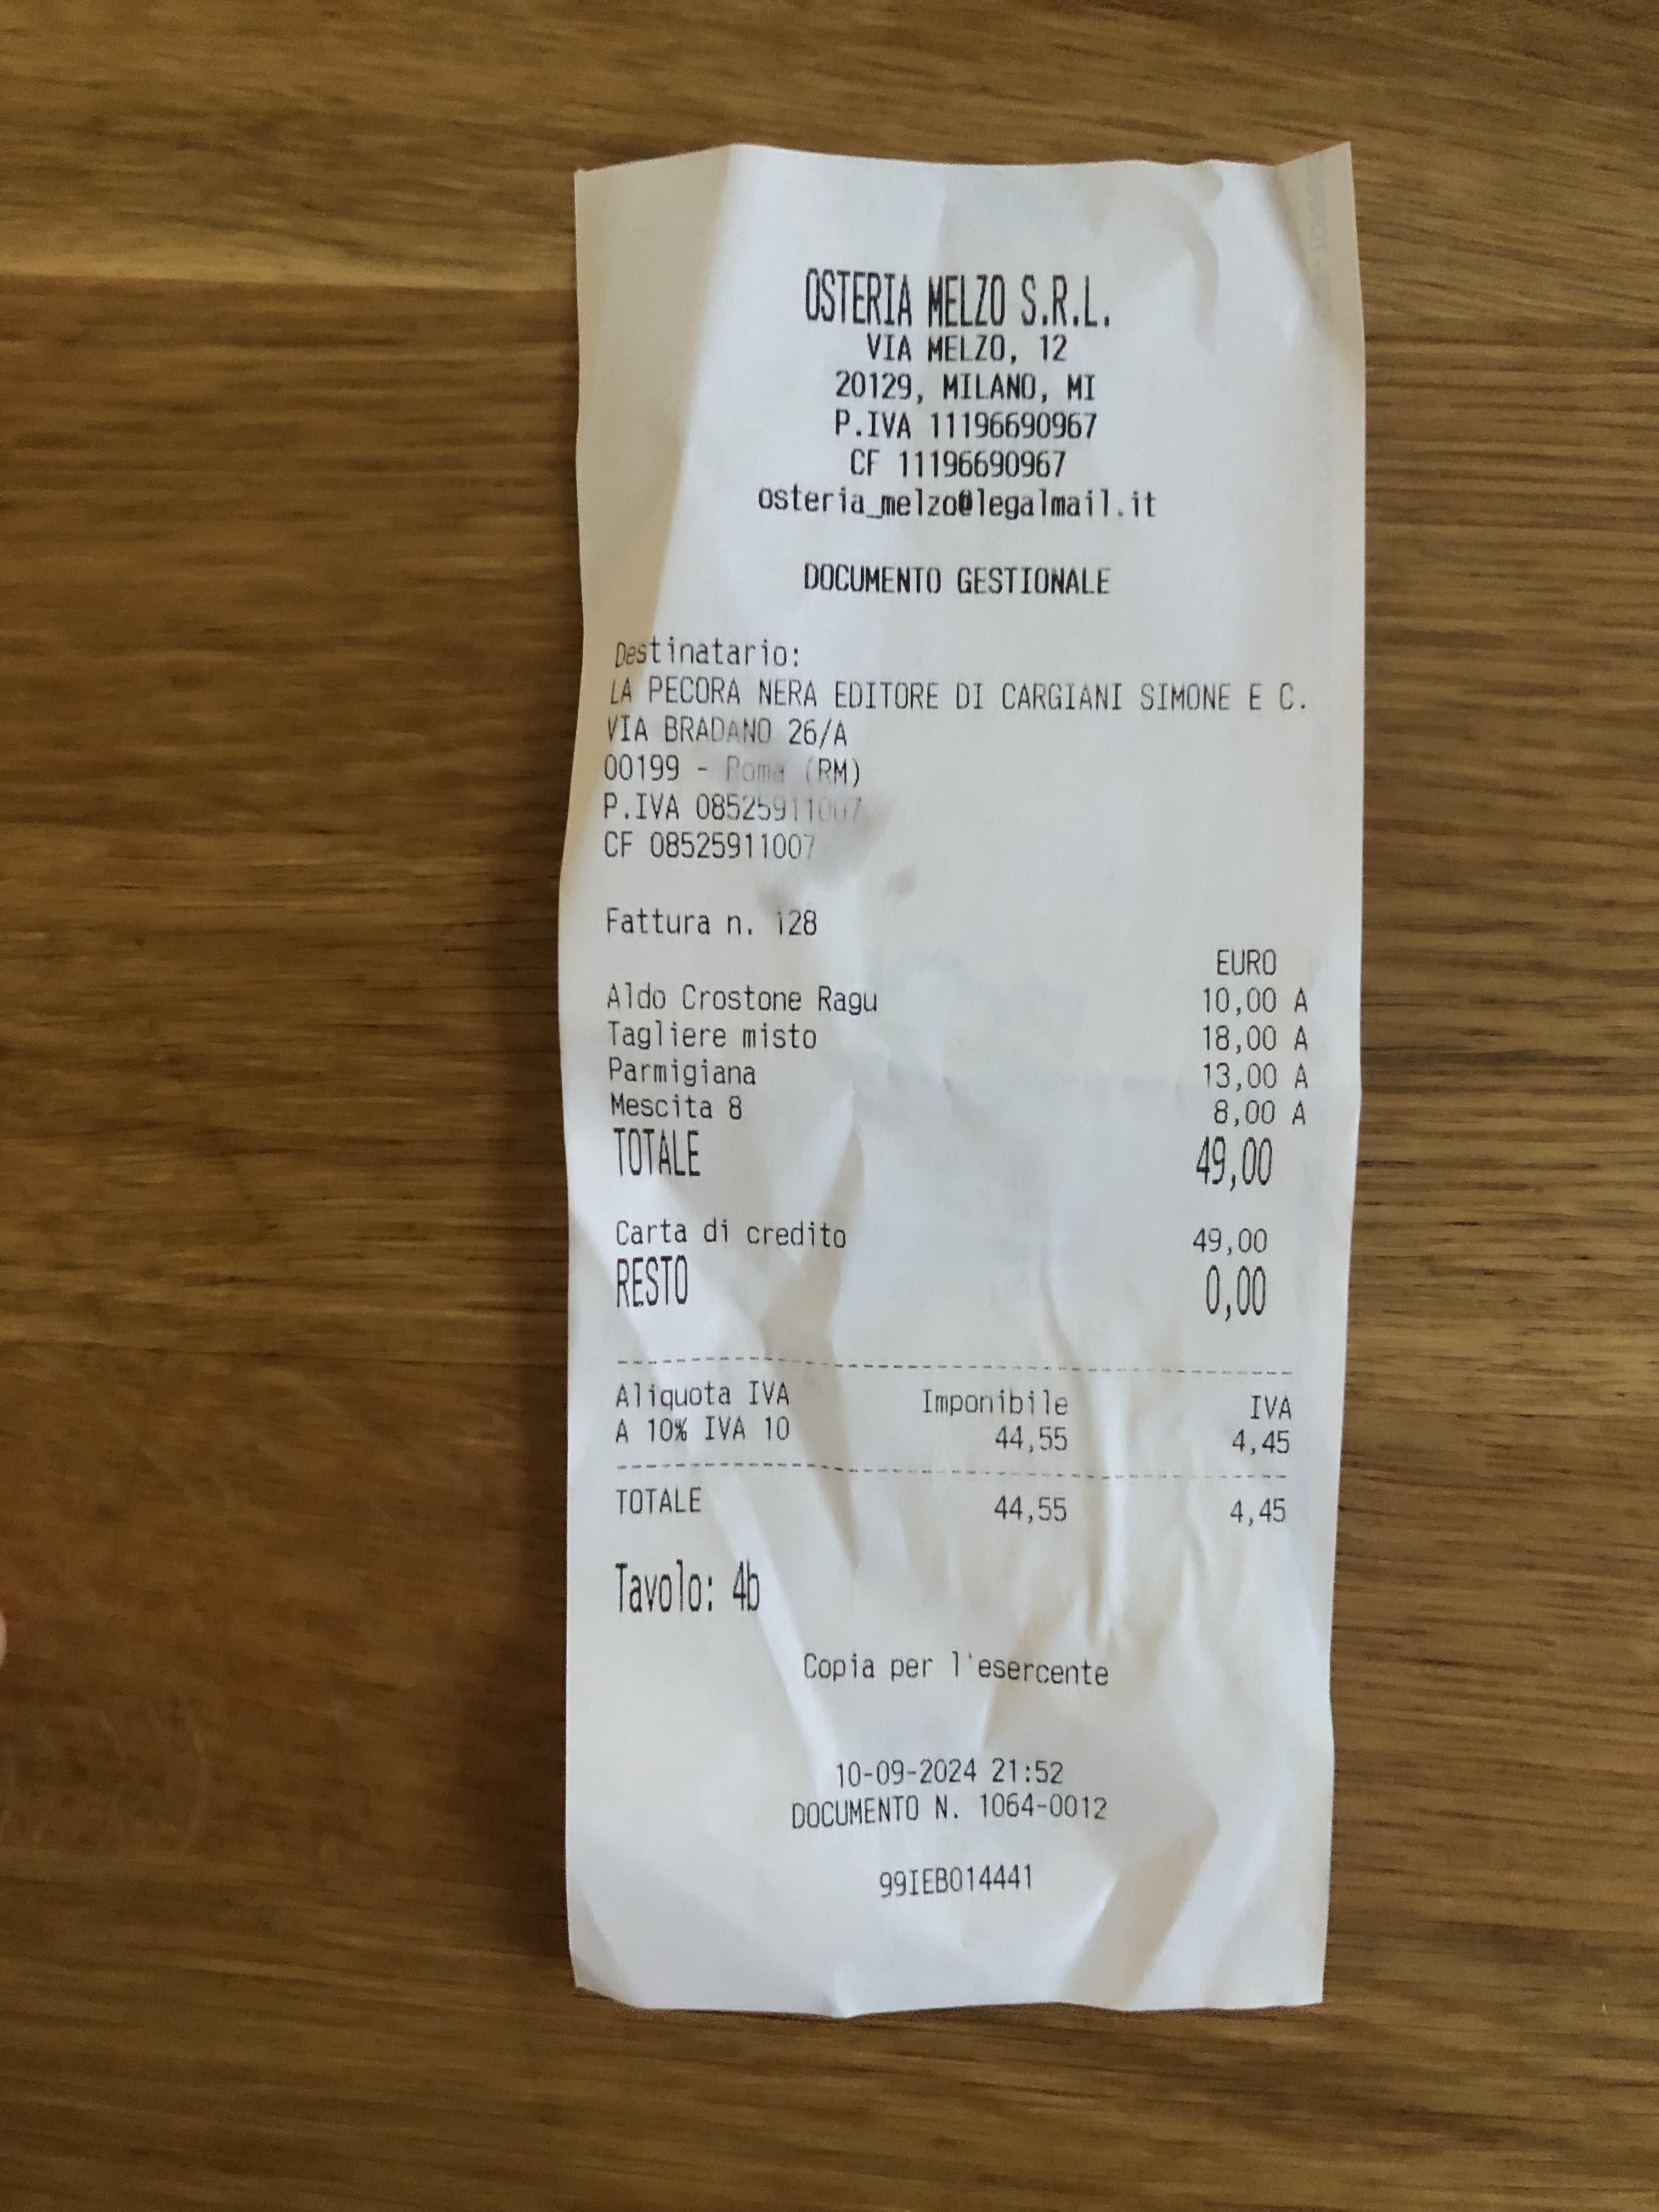 OSTERIA MELZO S.R.L.
VIA MELZO, 12
20129, MILANO, MI
P.IVA 11196690967
CF 11196690967
osteria_melzo@legalmail.it
DOCUMENTO GESTIONALE
Destinatario:
LA PECORA NERA EDITORE DI CARGIANI SIMONE E C.
VIA BRADANO 26/A
00199 - Roma (RM)
P.IVA 08525911007
CF 08525911007
Fattura n. 128
EURO
Aldo Crostone Ragu 10,00 A
Tagliere misto 18,00 A
Parmigiana 13,00 A
Mescita 8 8,00 A
TOTALE 49,00
Carta di credito 49,00
RESTO 0,00
Aliquota IVA Imponibile IVA
A 10% IVA 10 44,55 4,45
TOTALE 44,55 4,45
Tavolo: 4b
Copia per l'esercente
10-09-2024 21:52
DOCUMENTO N. 1064-0012
99IEB014441